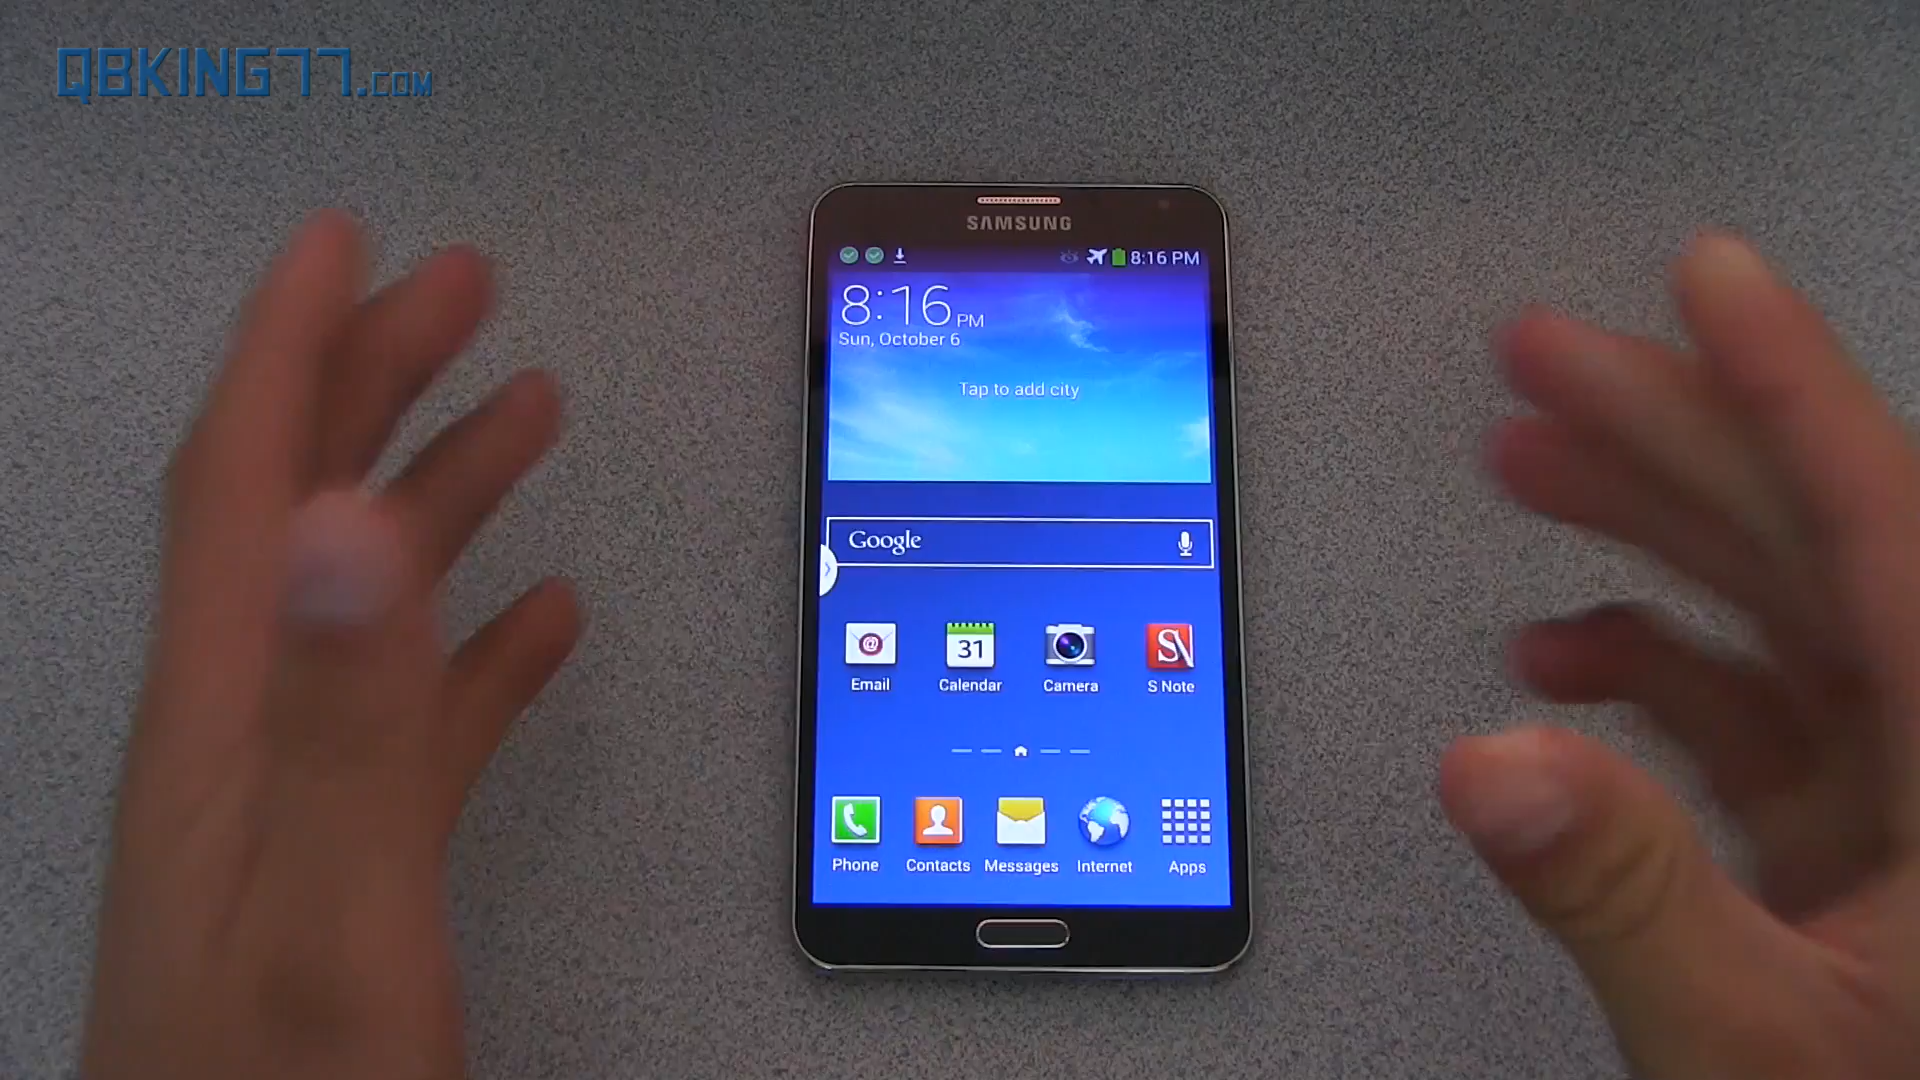 QBKING77.COM
SAMSUNG
8:16 PM
8:16 PM
Sun, October 6
Tap to add city
Google
31
Email Calendar Camera S Note
Phone Contacts Messages Internet Apps